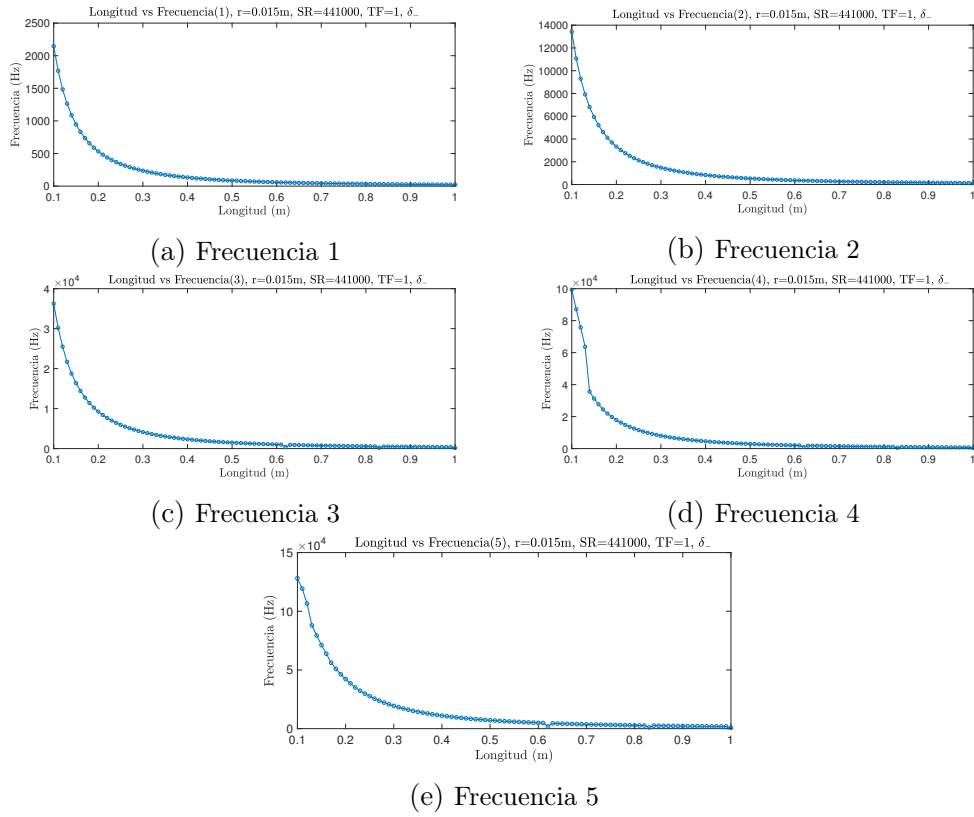 Longitud vs Frecuencia(1), r=0.015m, SR=441000, TF=1, δ_
Frecuencia (Hz)
2500
2000
1500
1000
500
0
0.1 0.2 0.3 0.4 0.5 0.6 0.7 0.8 0.9 1
Longitud (m)
(a) Frecuencia 1
Longitud vs Frecuencia(2), r=0.015m, SR=441000, TF=1, δ_
Frecuencia (Hz)
14000
12000
10000
8000
6000
4000
2000
0
0.1 0.2 0.3 0.4 0.5 0.6 0.7 0.8 0.9 1
Longitud (m)
(b) Frecuencia 2
Longitud vs Frecuencia(3), r=0.015m, SR=441000, TF=1, δ_
×10⁴
Frecuencia (Hz)
4
3
2
1
0
0.1 0.2 0.3 0.4 0.5 0.6 0.7 0.8 0.9 1
Longitud (m)
(c) Frecuencia 3
Longitud vs Frecuencia(4), r=0.015m, SR=441000, TF=1, δ_
×10⁴
Frecuencia (Hz)
10
8
6
4
2
0
0.1 0.2 0.3 0.4 0.5 0.6 0.7 0.8 0.9 1
Longitud (m)
(d) Frecuencia 4
Longitud vs Frecuencia(5), r=0.015m, SR=441000, TF=1, δ_
×10⁴
Frecuencia (Hz)
15
10
5
0
0.1 0.2 0.3 0.4 0.5 0.6 0.7 0.8 0.9 1
Longitud (m)
(e) Frecuencia 5